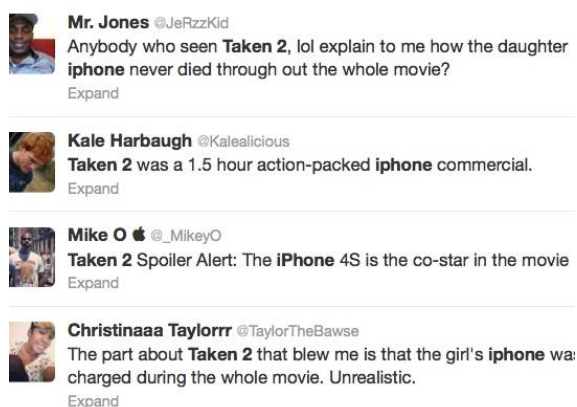 Mr. Jones @JeRzzKid
Anybody who seen Taken 2, lol explain to me how the daughter
iphone never died through out the whole movie?
Expand
Kale Harbaugh @Kalealicious
Taken 2 was a 1.5 hour action-packed iphone commercial.
Expand
Mike O  @_MikeyO
Taken 2 Spoiler Alert: The iPhone 4S is the co-star in the movie
Expand
Christinaaa Taylorrr @TaylorTheBawse
The part about Taken 2 that blew me is that the girl's iphone was
charged during the whole movie. Unrealistic.
Expand